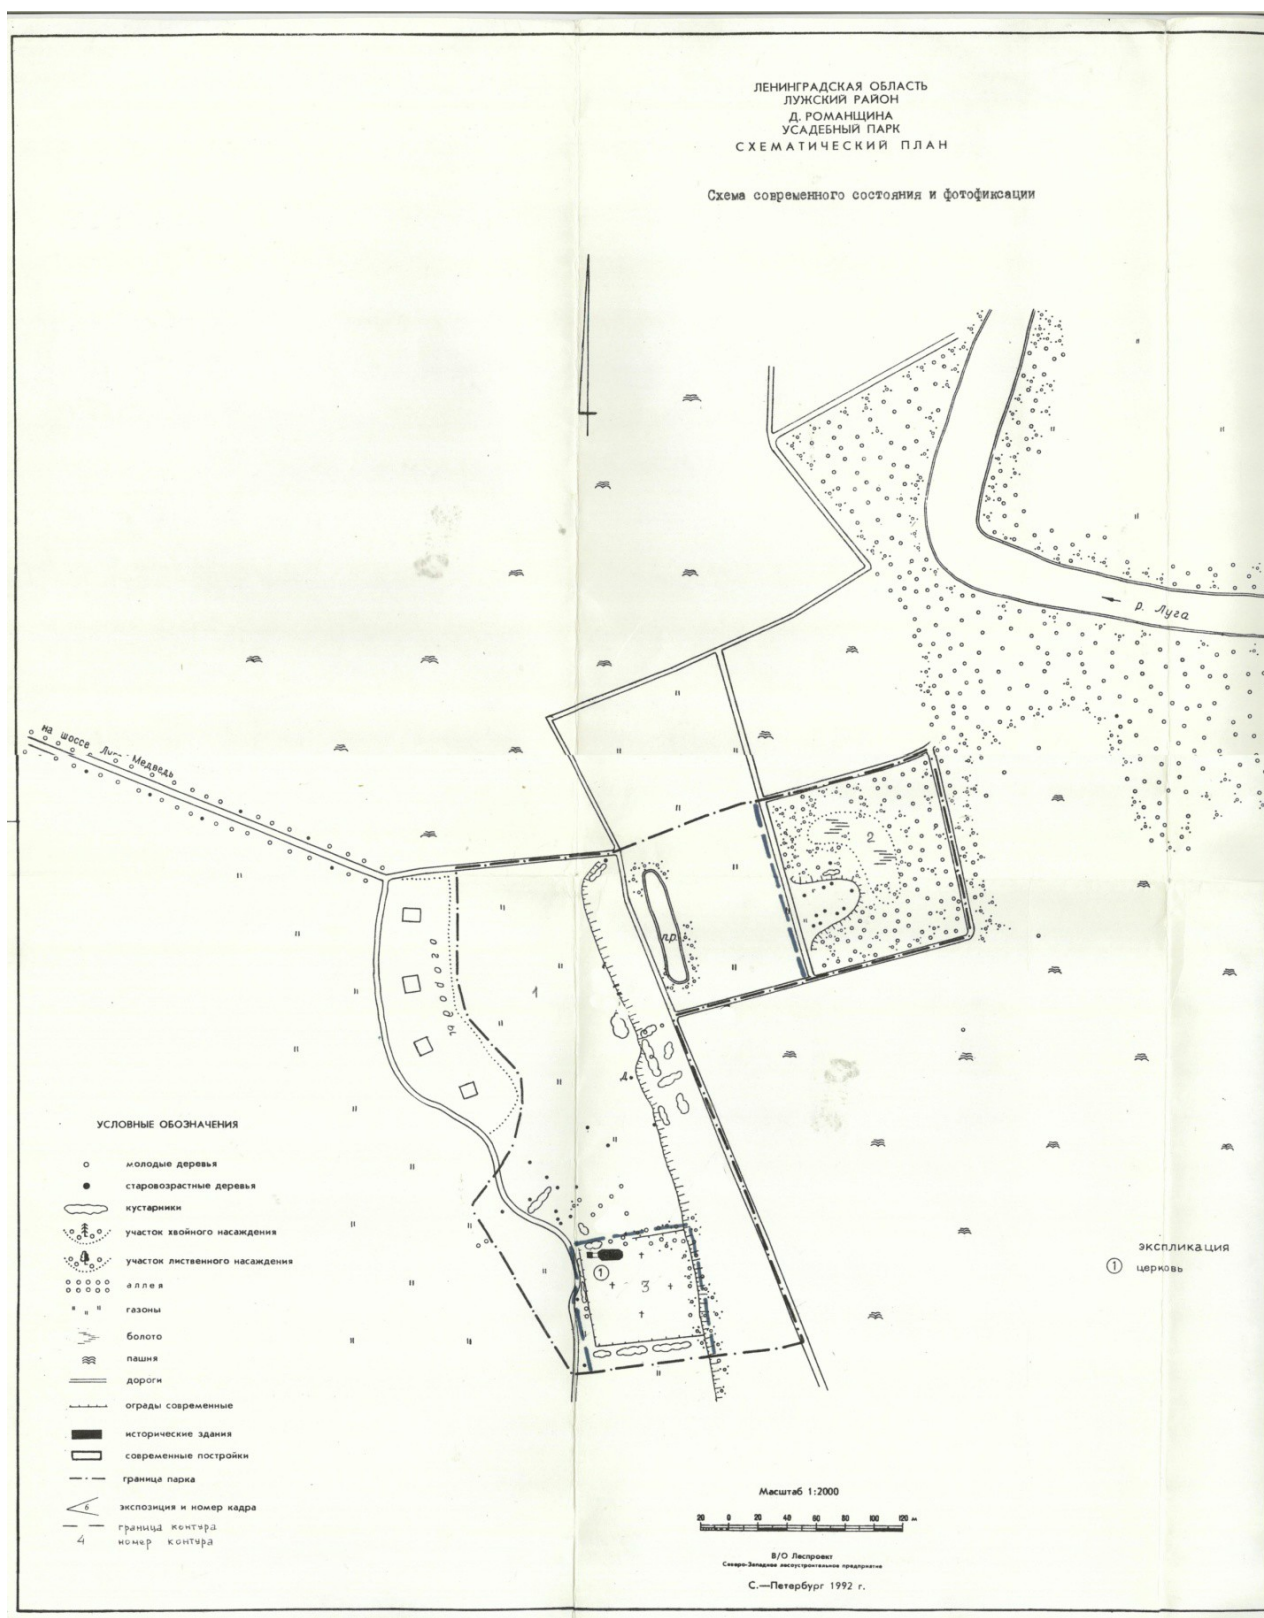 ЛЕНИНГРАДСКАЯ ОБЛАСТЬ
ЛУЖСКИЙ РАЙОН
Д. РОМАНЩИНА
УСАДЕБНЫЙ ПАРК
СХЕМАТИЧЕСКИЙ ПЛАН
Схема современного состояния и фотофиксации
р. Луга
на шоссе Медведь
2
пр.
огороды
1
д.
3
1
УСЛОВНЫЕ ОБОЗНАЧЕНИЯ
молодые деревья
старовозрастные деревья
кустарники
участок хвойного насаждения
участок лиственного насаждения
аллея
газоны
болото
пашня
дороги
ограды современные
исторические здания
современные постройки
граница парка
6 экспозиция и номер кадра
граница контура
4 номер контура
экспликация
1 церковь
Масштаб 1:2000
20 0 20 40 60 80 100 120 м
В/О Леспроект
Северо-Западное лесоустроительное предприятие
С.—Петербург 1992 г.